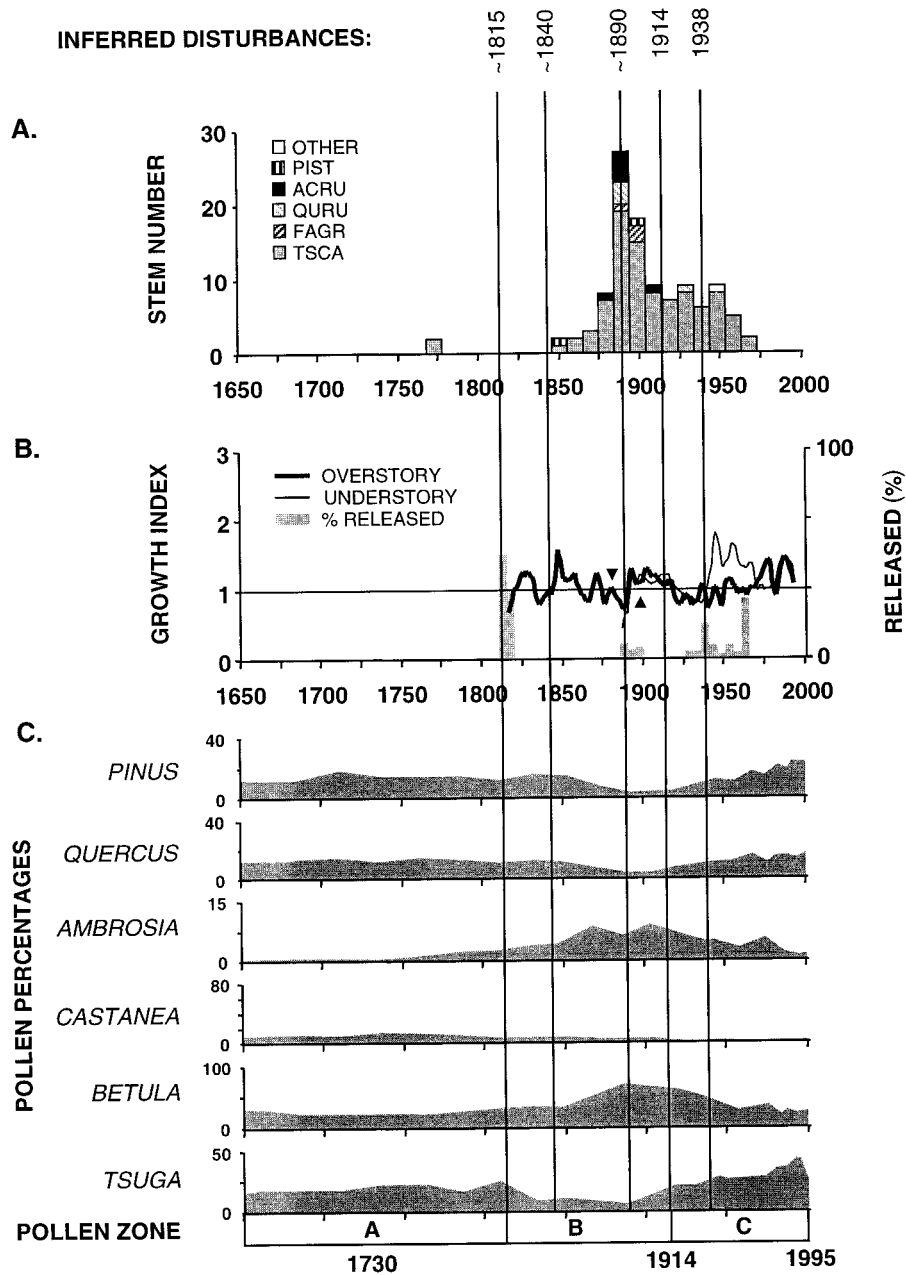 INFERRED DISTURBANCES:
~1815
~1840
~1890
1914
1938
A.
STEM NUMBER
30
20
10
0
OTHER
PIST
ACRU
QURU
FAGR
TSCA
1650 1700 1750 1800 1850 1900 1950 2000
B.
GROWTH INDEX
3
2
1
0
OVERSTORY
UNDERSTORY
% RELEASED
100
0
RELEASED (%)
1650 1700 1750 1800 1850 1900 1950 2000
C.
POLLEN PERCENTAGES
PINUS
40
0
QUERCUS
40
0
AMBROSIA
15
0
CASTANEA
80
0
BETULA
100
0
TSUGA
50
0
POLLEN ZONE A B C
1730 1914 1995